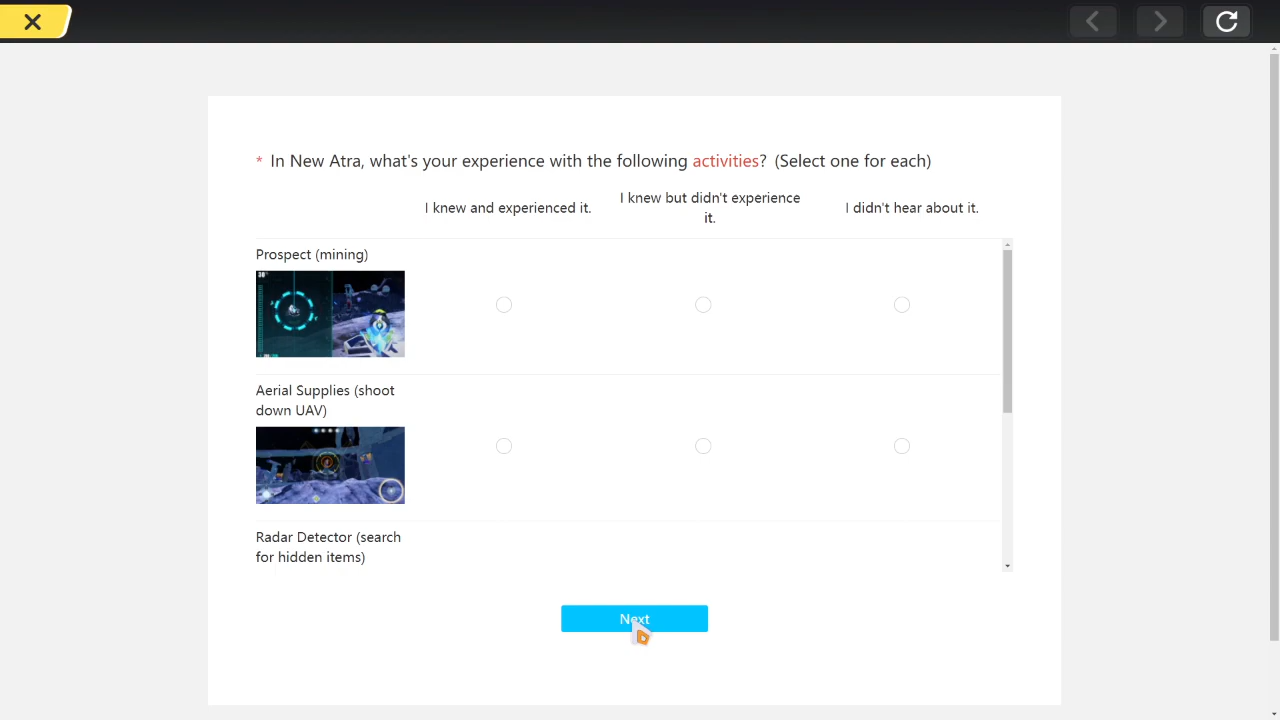 * In New Atra, what's your experience with the following activities? (Select one for each)
I knew and experienced it.
I knew but didn't experience
it.
I didn't hear about it.
Prospect (mining)
Aerial Supplies (shoot
down UAV)
Radar Detector (search
for hidden items)
Next